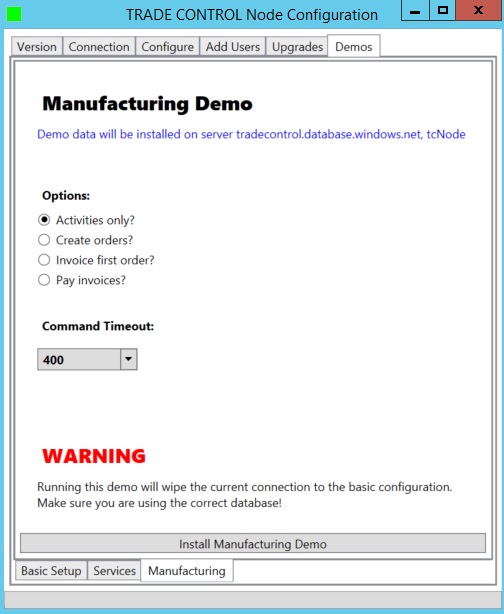 TRADE CONTROL Node Configuration
Version Connection Configure Add Users Upgrades Demos
Manufacturing Demo
Demo data will be installed on server tradecontrol.database.windows.net, tcNode
Options:
Activities only?
Create orders?
Invoice first order?
Pay invoices?
Command Timeout:
400
WARNING
Running this demo will wipe the current connection to the basic configuration.
Make sure you are using the correct database!
Install Manufacturing Demo
Basic Setup Services Manufacturing